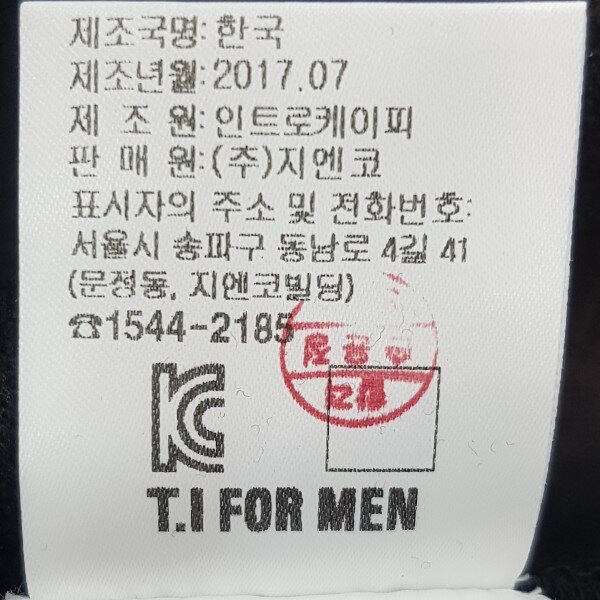 제조국명:한국
제조년월:2017.07
제 조 원:인트로케이피
판 매 원:(주)지엔코
표시자의 주소 및 전화번호:
서울시 송파구 동남로 4길 41
(문정동, 지엔코빌딩)
☎1544-2185
KC
T.I FOR MEN